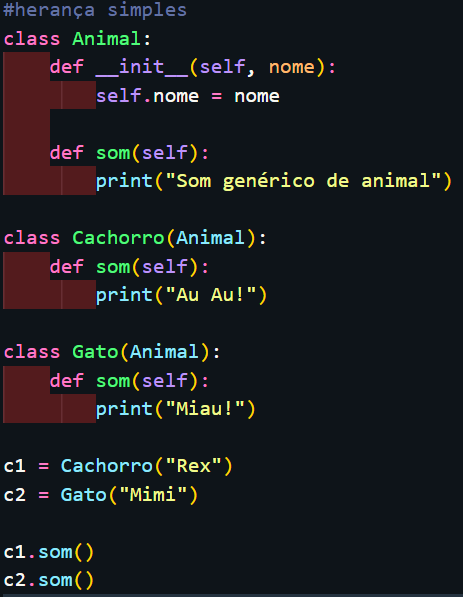 #herança simples
class Animal:
    def __init__(self, nome):
        self.nome = nome

    def som(self):
        print("Som genérico de animal")

class Cachorro(Animal):
    def som(self):
        print("Au Au!")

class Gato(Animal):
    def som(self):
        print("Miau!")

c1 = Cachorro("Rex")
c2 = Gato("Mimi")

c1.som()
c2.som()